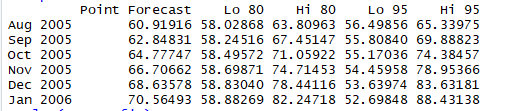 Point Forecast Lo 80 Hi 80 Lo 95 Hi 95
Aug 2005 60.91916 58.02868 63.80963 56.49856 65.33975
Sep 2005 62.84831 58.24516 67.45147 55.80840 69.88823
Oct 2005 64.77747 58.49572 71.05922 55.17036 74.38457
Nov 2005 66.70662 58.69871 74.71453 54.45958 78.95366
Dec 2005 68.63578 58.83040 78.44116 53.63974 83.63181
Jan 2006 70.56493 58.88269 82.24718 52.69848 88.43138